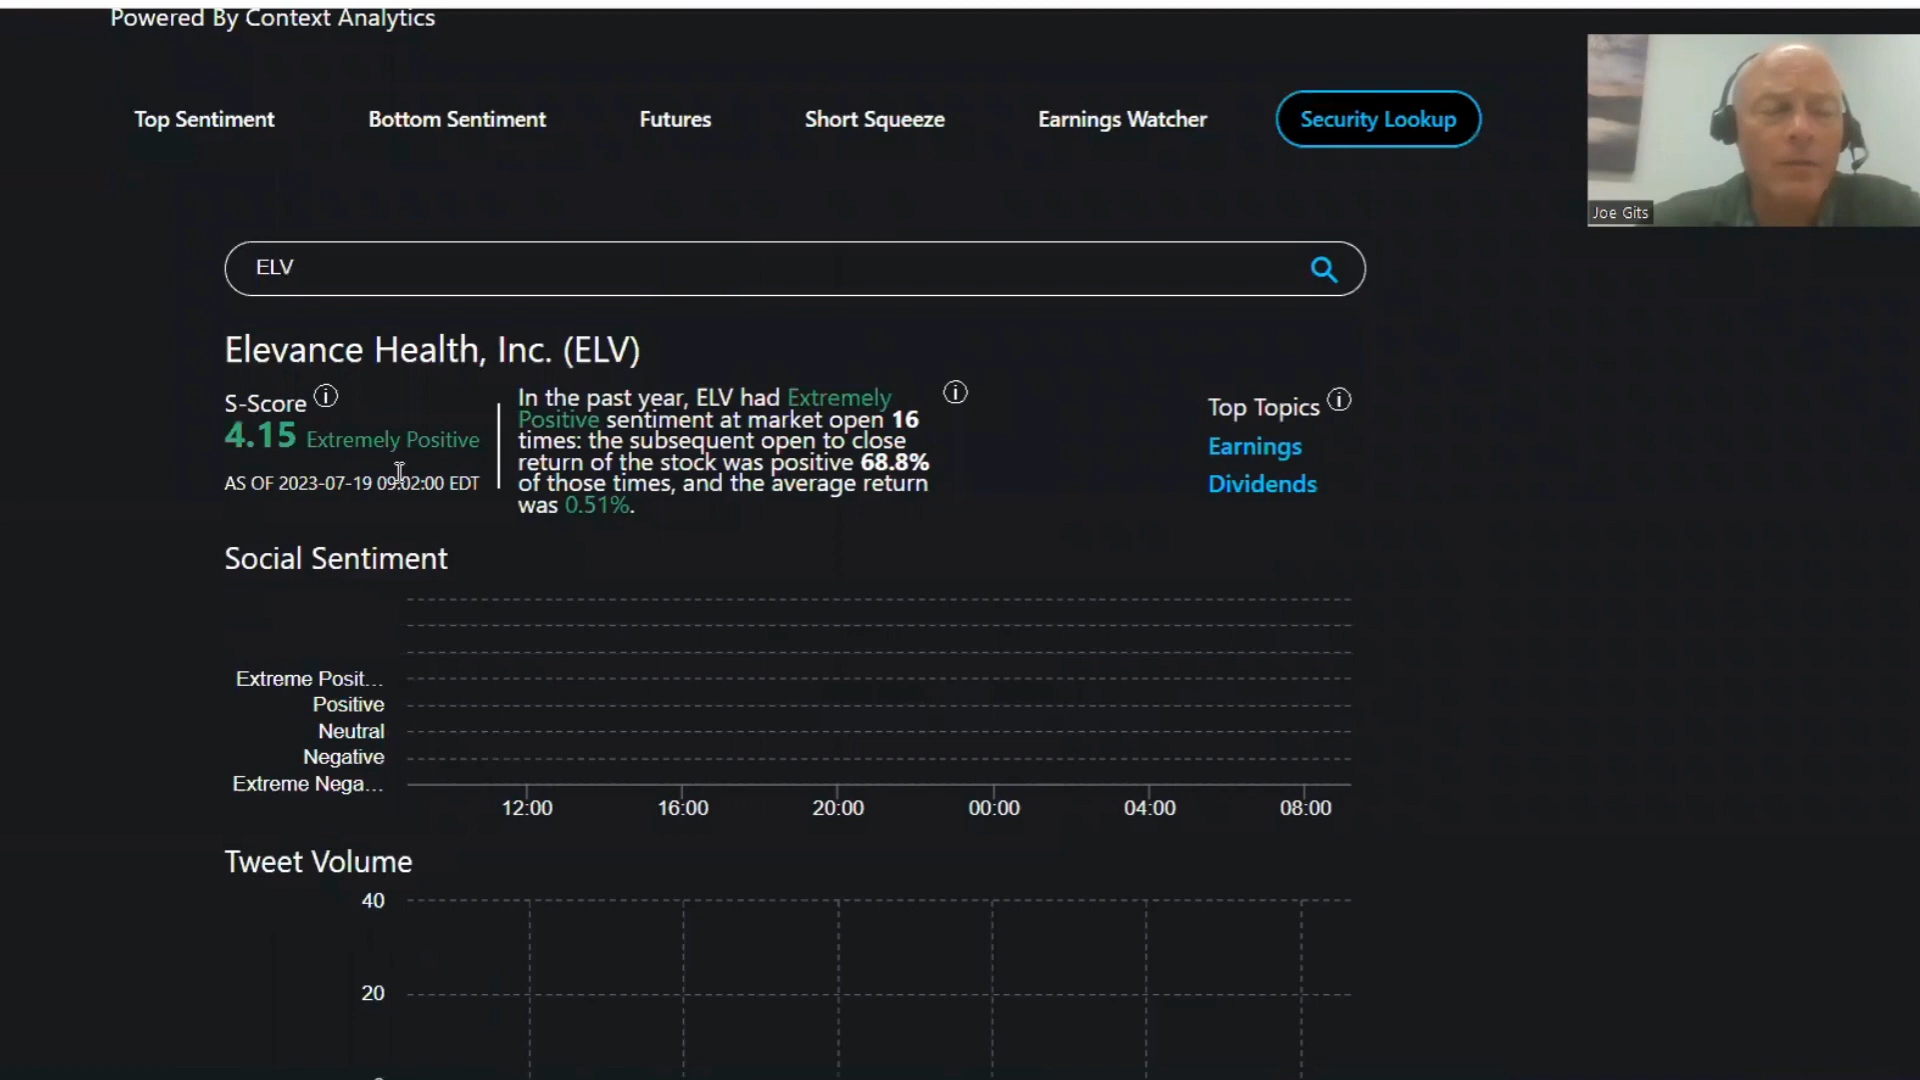 Powered By Context Analytics
Top Sentiment
Bottom Sentiment
Futures
Short Squeeze
Earnings Watcher
Security Lookup
Joe Gits
ELV
Elevance Health, Inc. (ELV)
S-Score
4.15 Extremely Positive
AS OF 2023-07-19 09:02:00 EDT
In the past year, ELV had Extremely
Positive sentiment at market open 16
times: the subsequent open to close
return of the stock was positive 68.8%
of those times, and the average return
was 0.51%.
Top Topics
Earnings
Dividends
Social Sentiment
Extreme Posit...
Positive
Neutral
Negative
Extreme Nega...
12:00 16:00 20:00 00:00 04:00 08:00
Tweet Volume
40
20